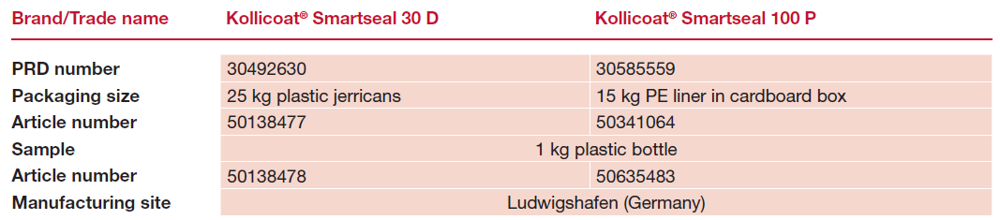 Brand/Trade name Kollicoat® Smartseal 30 D Kollicoat® Smartseal 100 P
PRD number 30492630 30585559
Packaging size 25 kg plastic jerricans 15 kg PE liner in cardboard box
Article number 50138477 50341064
Sample 1 kg plastic bottle
Article number 50138478 50635483
Manufacturing site Ludwigshafen (Germany)